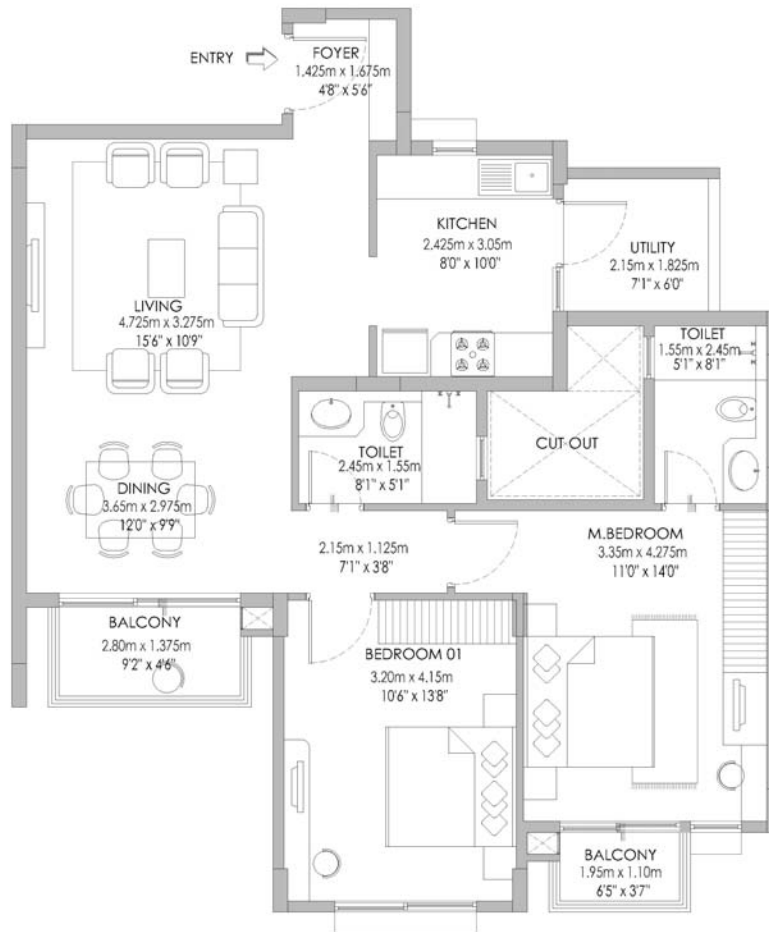 ENTRY
FOYER
1.425m x 1.675m
4'8" x 5'6"
KITCHEN
2.425m x 3.05m
8'0" x 10'0"
UTILITY
2.15m x 1.825m
7'1" x 6'0"
LIVING
4.725m x 3.275m
15'6" x 10'9"
TOILET
1.55m x 2.45m
5'1" x 8'1"
CUT-OUT
TOILET
2.45m x 1.55m
8'1" x 5'1"
DINING
3.65m x 2.975m
12'0" x 9'9"
2.15m x 1.125m
7'1" x 3'8"
M.BEDROOM
3.35m x 4.275m
11'0" x 14'0"
BALCONY
2.80m x 1.375m
9'2" x 4'6"
BEDROOM 01
3.20m x 4.15m
10'6" x 13'8"
BALCONY
1.95m x 1.10m
6'5" x 3'7"